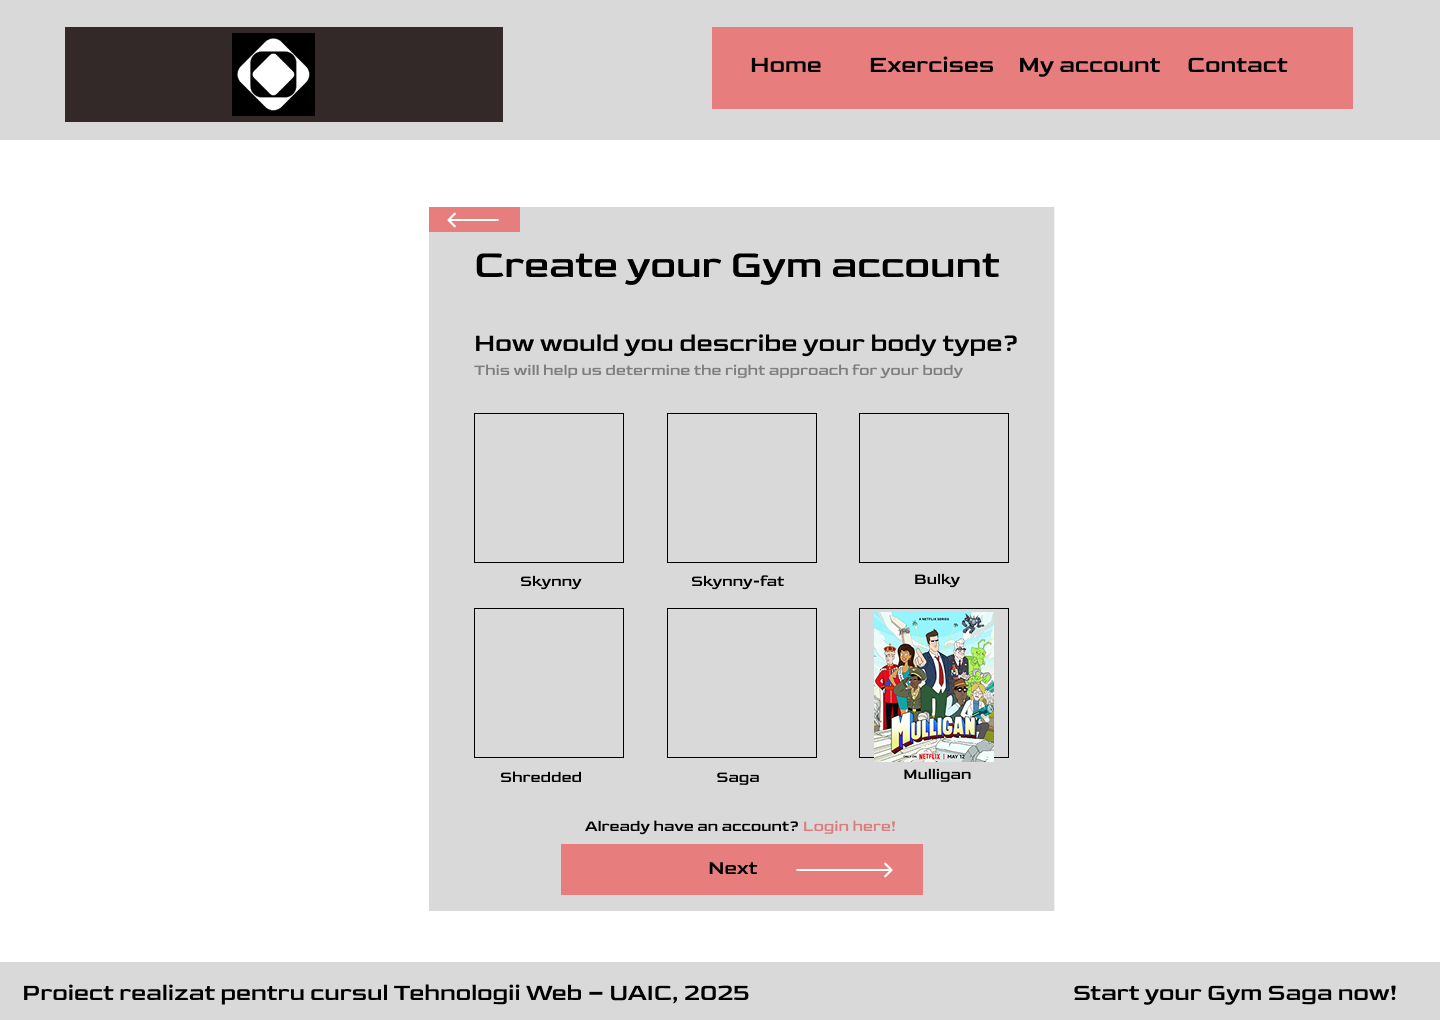 Home Exercises My account Contact
Create your Gym account
How would you describe your body type?
This will help us determine the right approach for your body
Skynny Skynny-fat Bulky
A NETFLIX SERIES
MULLIGAN
NETFLIX | MAY 12
Shredded Saga Mulligan
Already have an account? Login here!
Next
Proiect realizat pentru cursul Tehnologii Web – UAIC, 2025
Start your Gym Saga now!